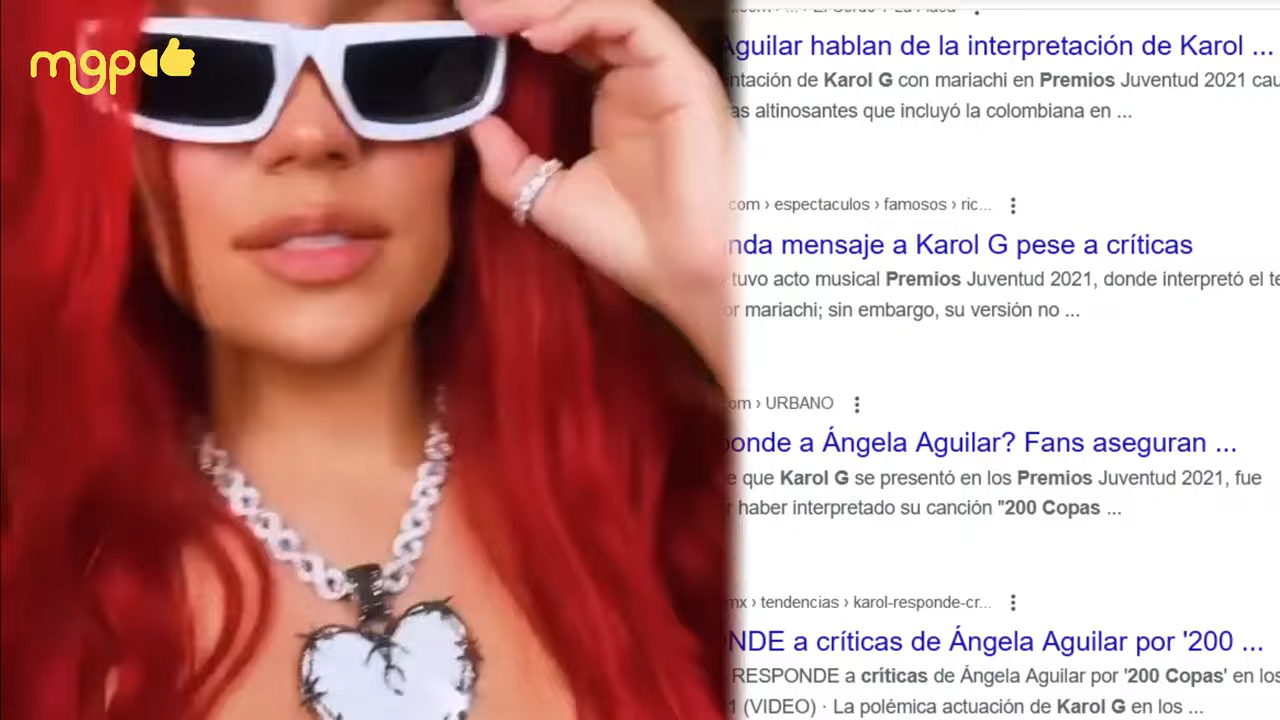 mgp
Aguilar hablan de la interpretación de Karol ...
ntación de Karol G con mariachi en Premios Juventud 2021 cau
as altinosantes que incluyó la colombiana en ...
com › espectaculos › famosos › ric...
nda mensaje a Karol G pese a críticas
tuvo acto musical Premios Juventud 2021, donde interpretó el te
or mariachi; sin embargo, su versión no ...
om › URBANO
onde a Ángela Aguilar? Fans aseguran ...
e que Karol G se presentó en los Premios Juventud 2021, fue
r haber interpretado su canción "200 Copas ...
mx › tendencias › karol-responde-cr...
NDE a críticas de Ángela Aguilar por '200 ...
RESPONDE a críticas de Ángela Aguilar por '200 Copas' en los
1 (VIDEO) · La polémica actuación de Karol G en los ...